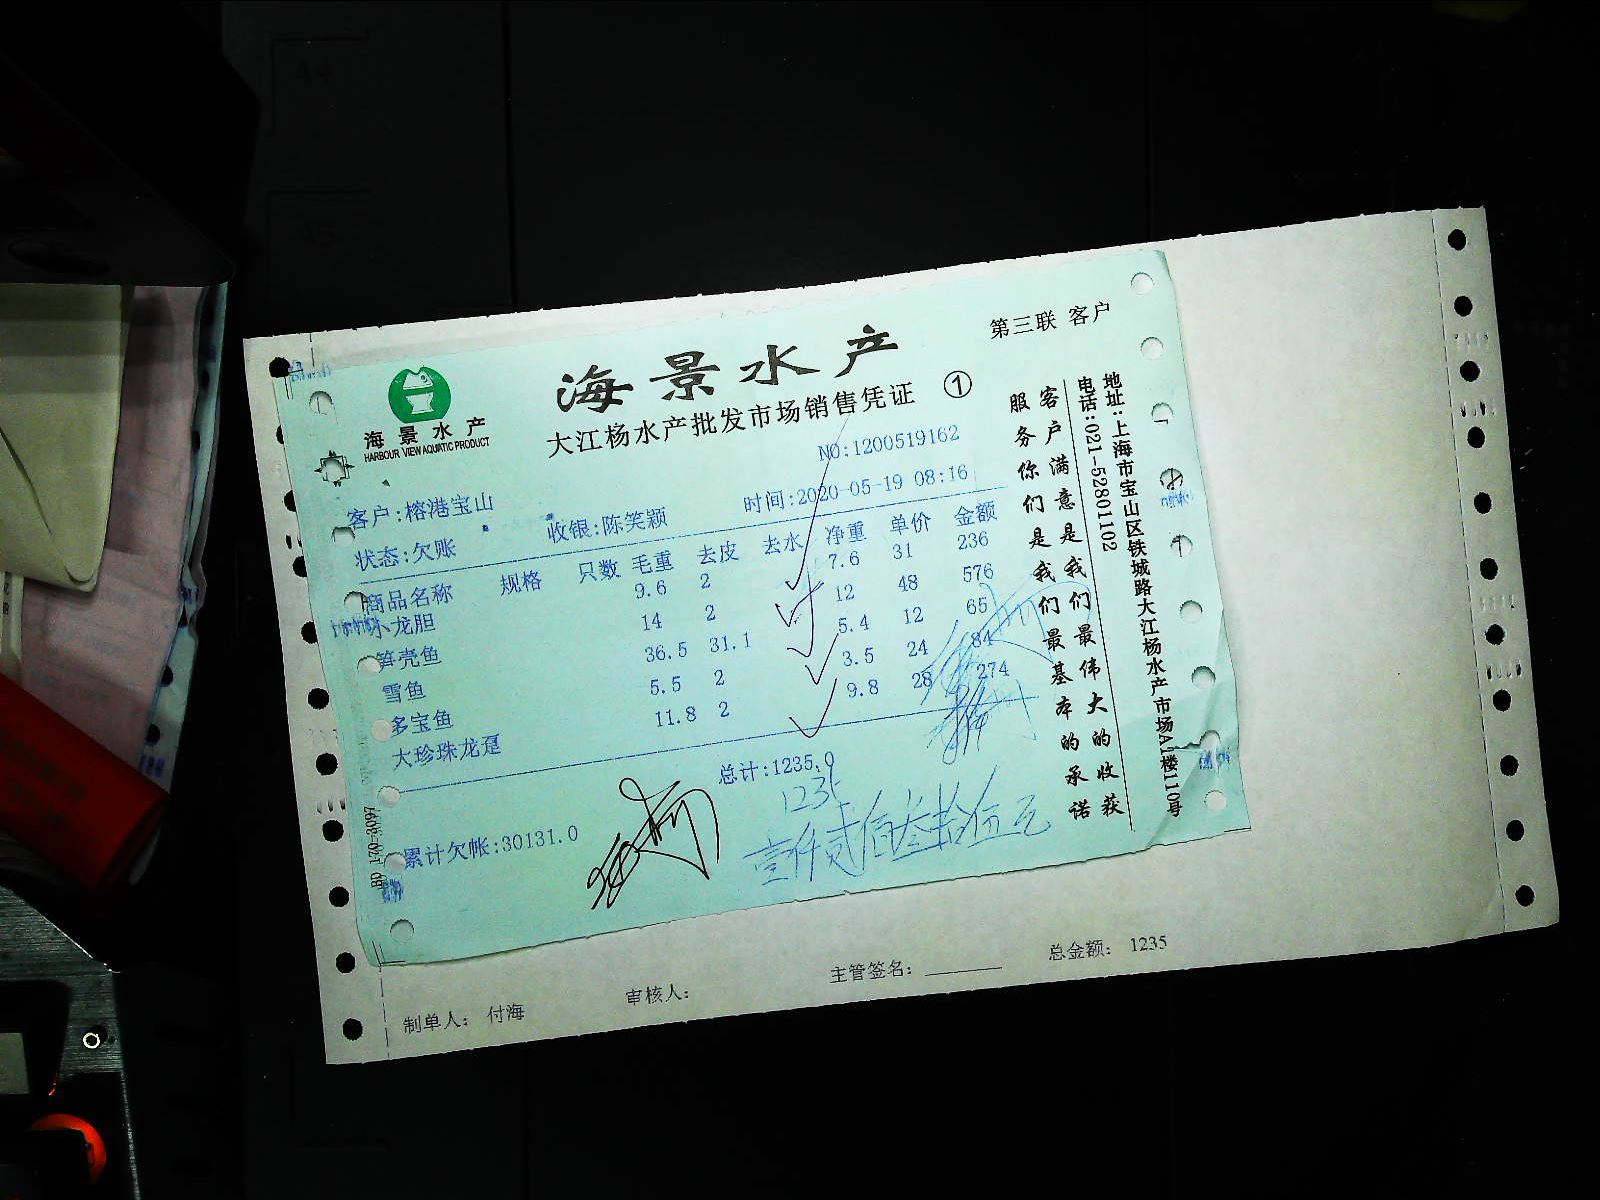 第三联 客户
海景水产
海景水产
HARBOUR VIEW AQUATIC PRODUCT
大江杨水产批发市场销售凭证 ①
NO:1200519162
客户:榕港宝山
时间:2020-05-19 08:16
状态:欠账
收银:陈笑颖
商品名称 规格 只数 毛重 去皮 去水 净重 单价 金额
小龙胆 9.6 2 7.6 31 236
笋壳鱼 14 2 12 48 576
雪鱼 36.5 31.1 5.4 12 65
多宝鱼 5.5 2 3.5 24 84
大珍珠龙趸 11.8 2 9.8 28 274
总计:1235.0
累计欠帐:30131.0
壹仟贰佰叁拾伍元
客户满意是我们最伟大的收获
服务你们是我们最基本的承诺
地址:上海市宝山区铁城路大江杨水产市场A1楼110号
电话:021-52801102
制单人: 付海
审核人:
主管签名:
总金额: 1235